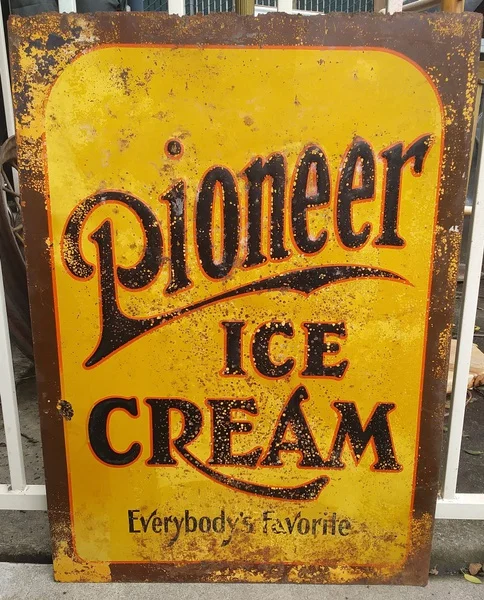 Pioneer
ICE
CREAM
Everybody's Favorite